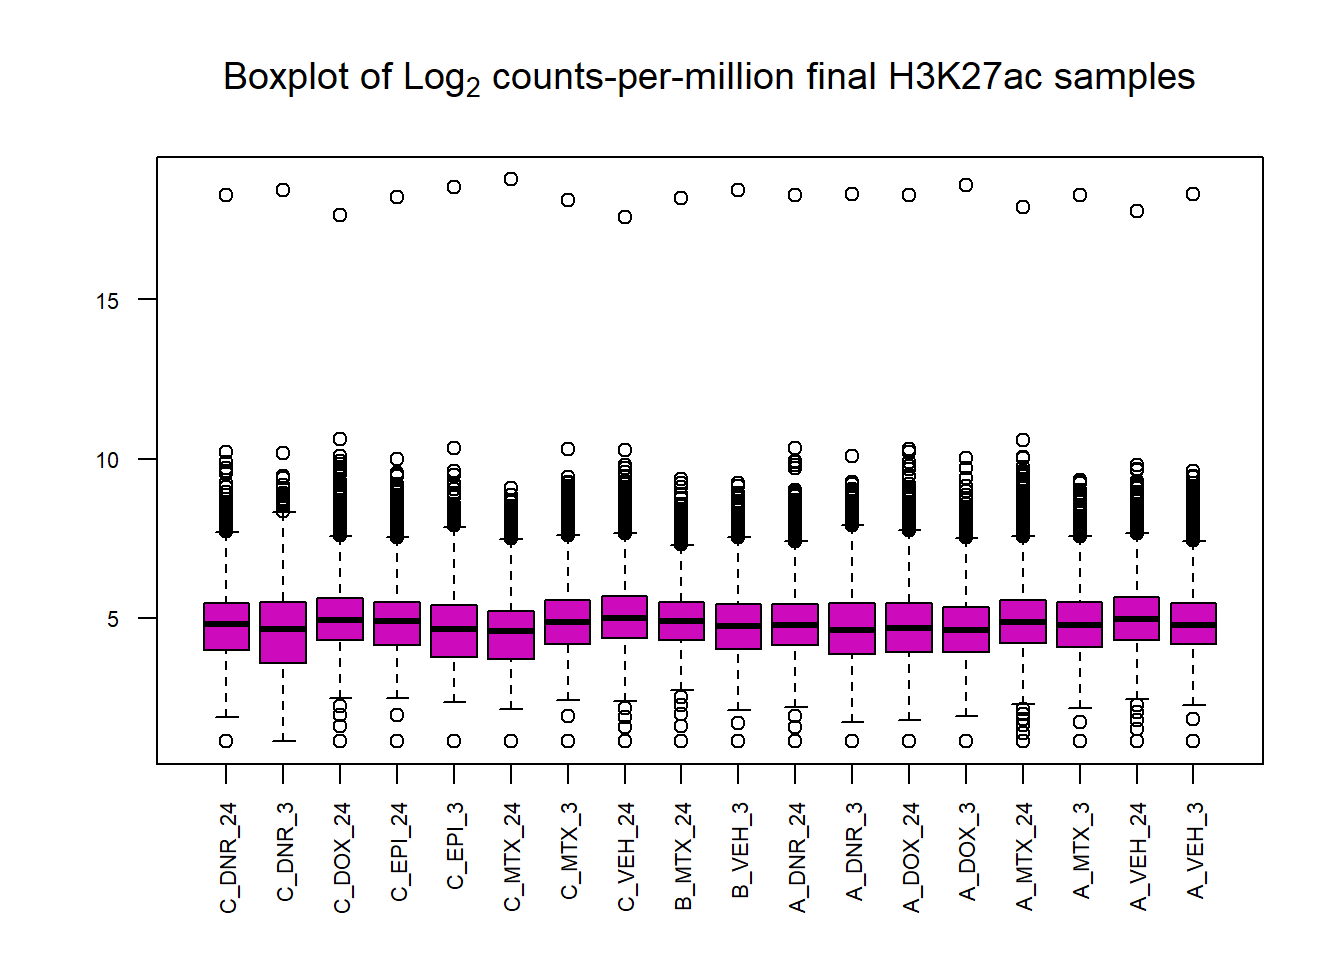 Boxplot of Log₂ counts-per-million final H3K27ac samples
15
10
5
C_DNR_24
C_DNR_3
C_DOX_24
C_EPI_24
C_EPI_3
C_MTX_24
C_MTX_3
C_VEH_24
B_MTX_24
B_VEH_3
A_DNR_24
A_DNR_3
A_DOX_24
A_DOX_3
A_MTX_24
A_MTX_3
A_VEH_24
A_VEH_3